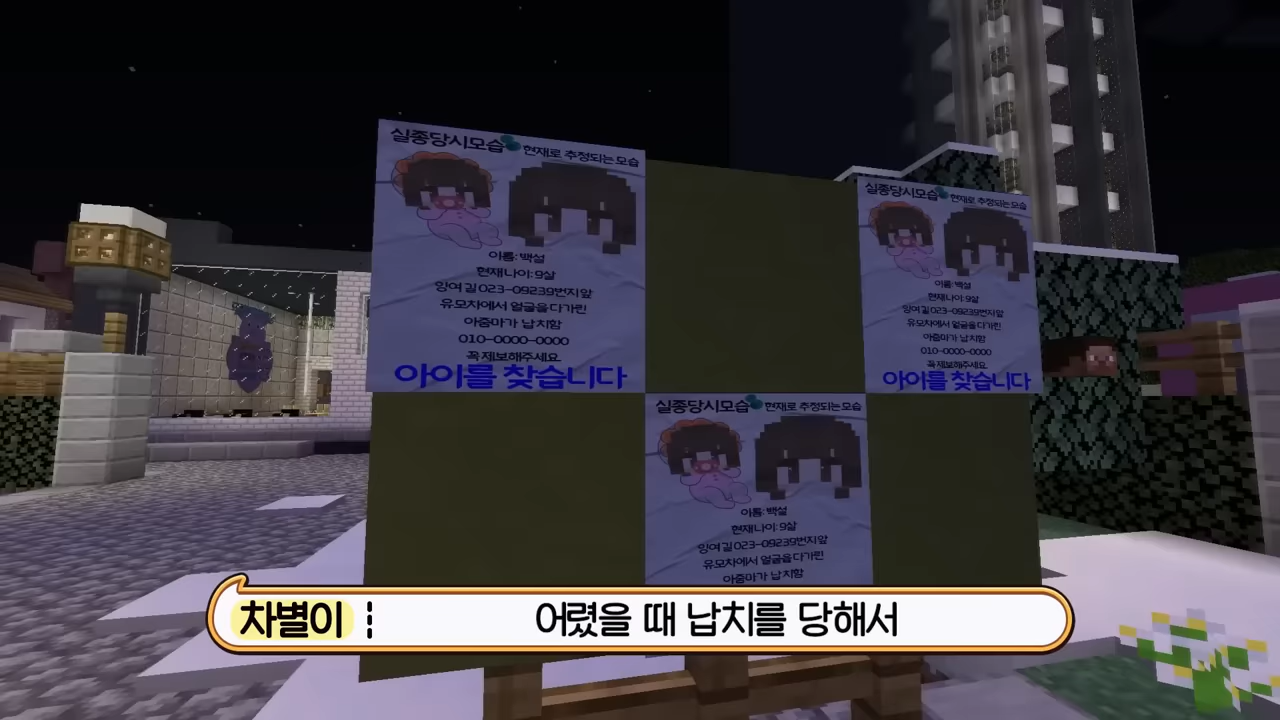 실종당시모습 현재로 추정되는 모습
이름: 백설
현재나이: 9살
앙여길 023-09239번지앞
유모차에서 얼굴을 다가린
아줌마가 납치함
010-0000-0000
꼭 제보해주세요
아이를 찾습니다
실종당시모습 현재로 추정되는 모습
이름: 백설
현재나이: 9살
앙여길 023-09239번지앞
유모차에서 얼굴을 다가린
아줌마가 납치함
010-0000-0000
꼭 제보해주세요
아이를 찾습니다
실종당시모습 현재로 추정되는 모습
이름: 백설
현재나이: 9살
앙여길 023-09239번지앞
유모차에서 얼굴을 다가린
아줌마가 납치함
차별이 : 어렸을 때 납치를 당해서